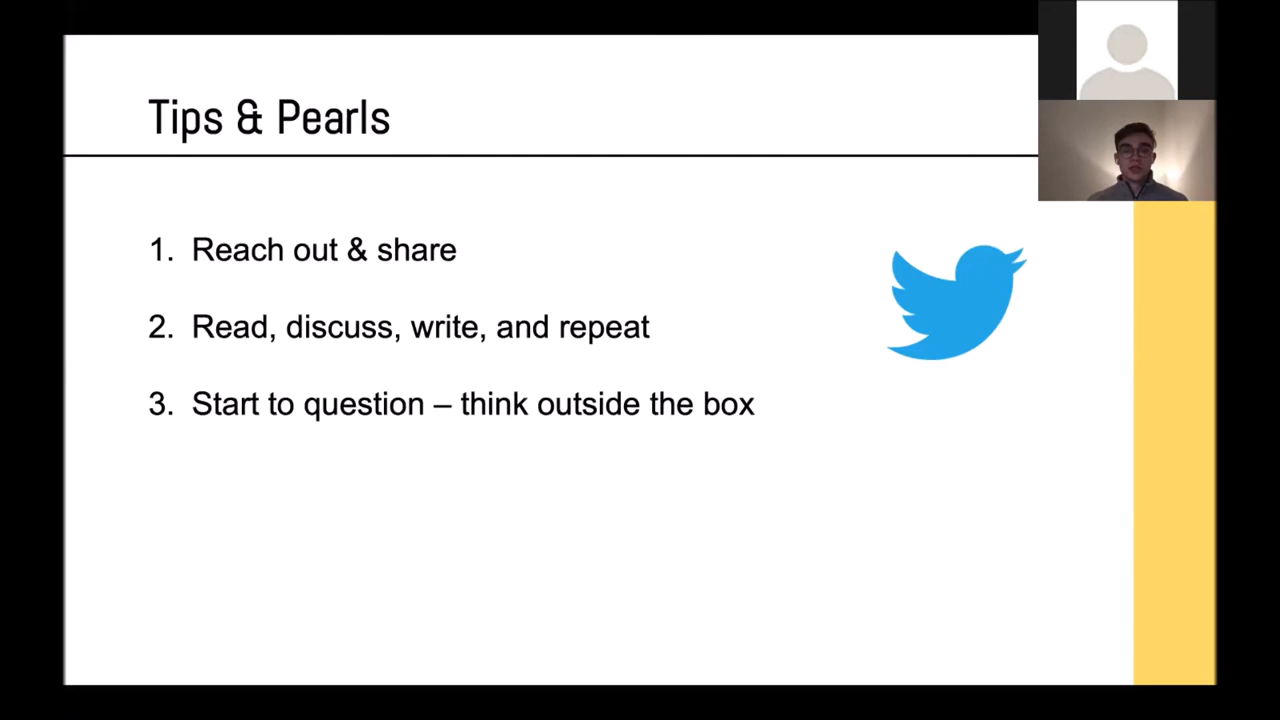 Tips & Pearls
1. Reach out & share
2. Read, discuss, write, and repeat
3. Start to question – think outside the box